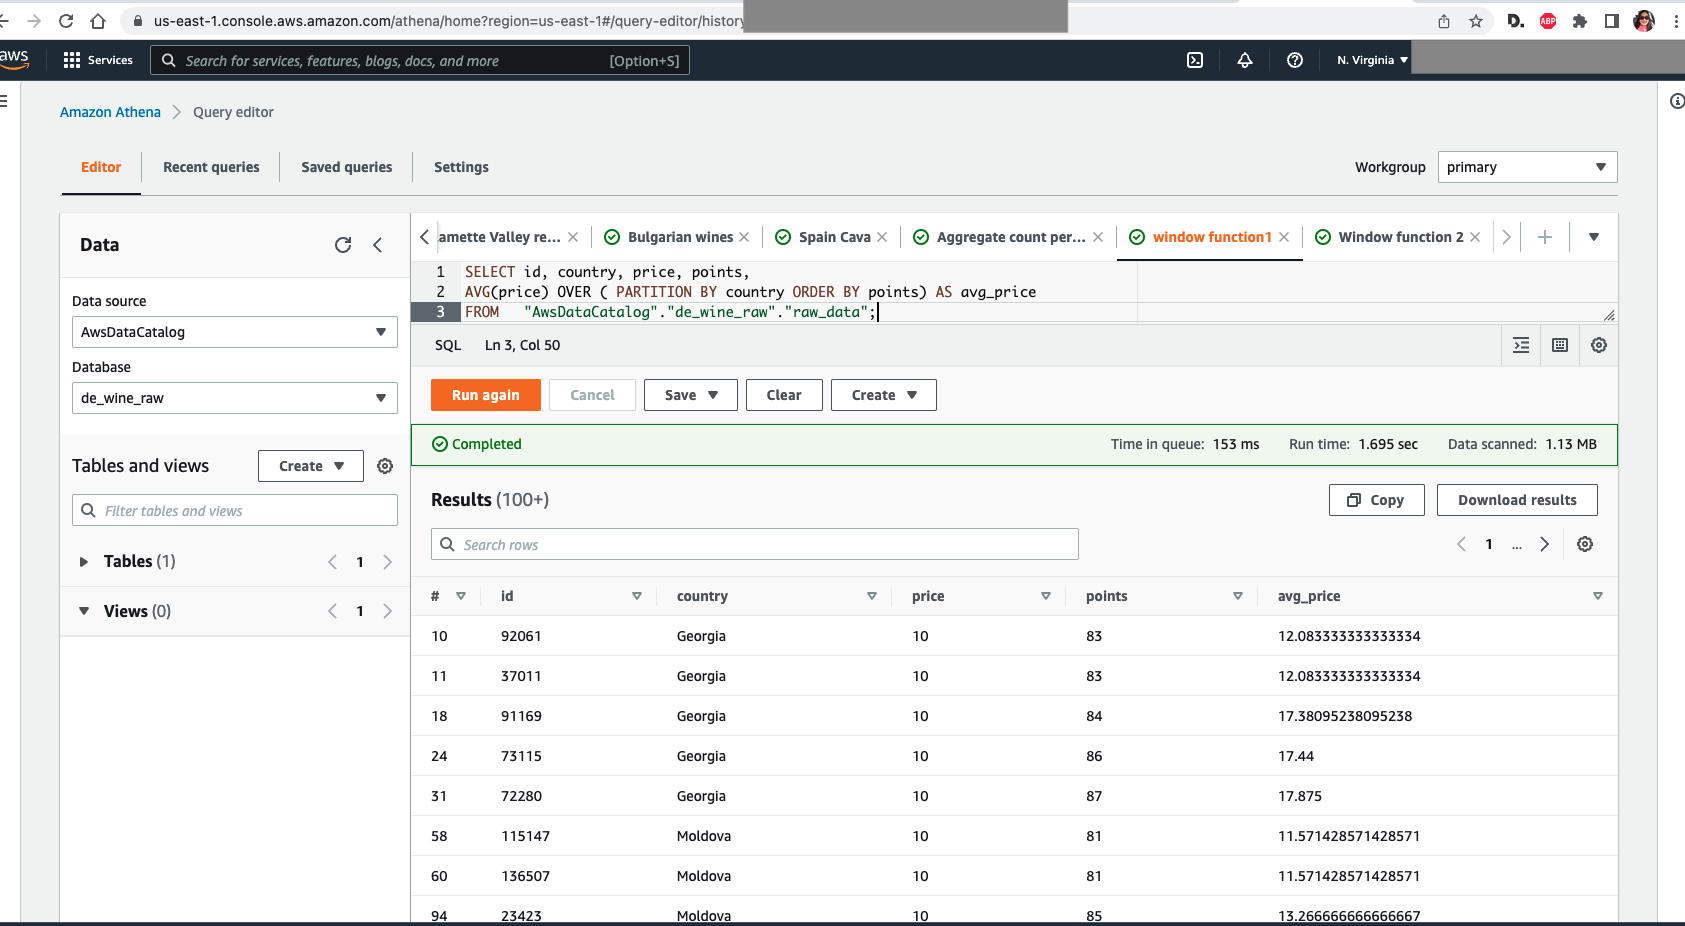 us-east-1.console.aws.amazon.com/athena/home?region=us-east-1#/query-editor/history
ABP
aws
Services
Search for services, features, blogs, docs, and more
[Option+S]
N. Virginia
Amazon Athena
Query editor
Editor
Recent queries
Saved queries
Settings
Workgroup
primary
Data
amette Valley re...
Bulgarian wines
Spain Cava
Aggregate count per...
window function1
Window function 2
1 SELECT id, country, price, points,
2 AVG(price) OVER ( PARTITION BY country ORDER BY points) AS avg_price
3 FROM "AwsDataCatalog"."de_wine_raw"."raw_data";
SQL Ln 3, Col 50
Data source
AwsDataCatalog
Database
de_wine_raw
Run again
Cancel
Save
Clear
Create
Completed
Time in queue: 153 ms
Run time: 1.695 sec
Data scanned: 1.13 MB
Tables and views
Create
Filter tables and views
Tables (1)
1
Views (0)
1
Results (100+)
Copy
Download results
Search rows
1 ...
# id country price points avg_price
10 92061 Georgia 10 83 12.083333333333334
11 37011 Georgia 10 83 12.083333333333334
18 91169 Georgia 10 84 17.38095238095238
24 73115 Georgia 10 86 17.44
31 72280 Georgia 10 87 17.875
58 115147 Moldova 10 81 11.571428571428571
60 136507 Moldova 10 81 11.571428571428571
94 23423 Moldova 10 85 13.266666666666667